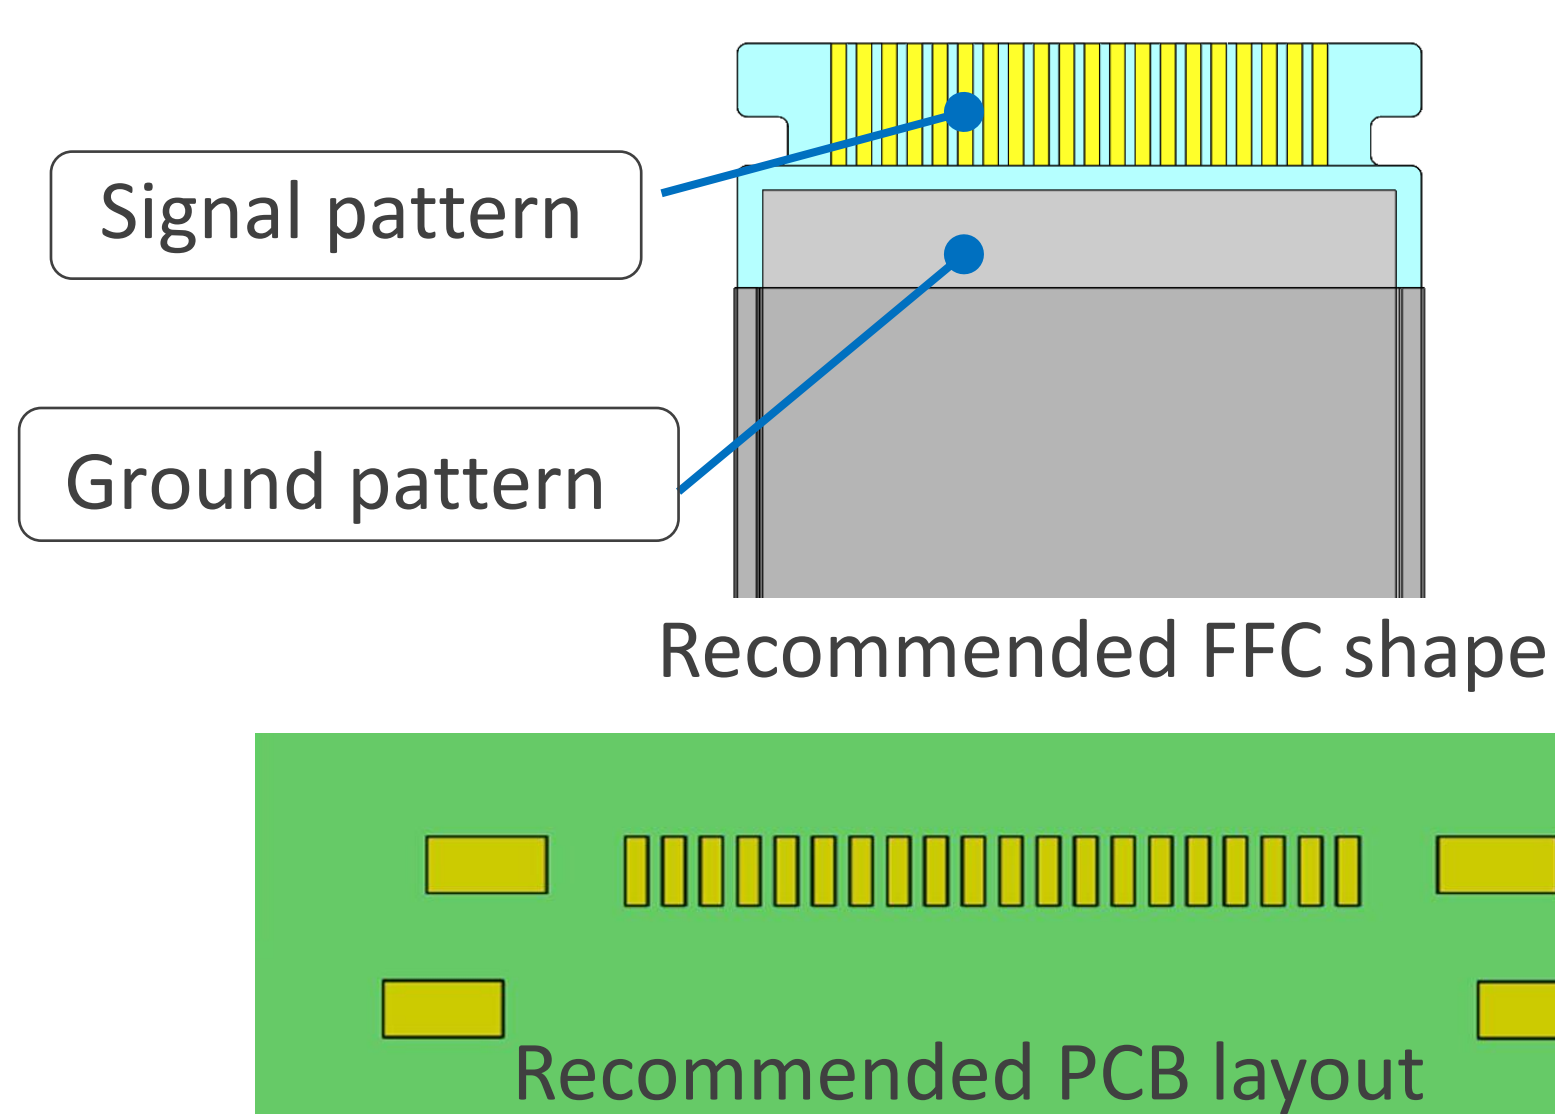 Signal pattern
Ground pattern
Recommended FFC shape
Recommended PCB layout